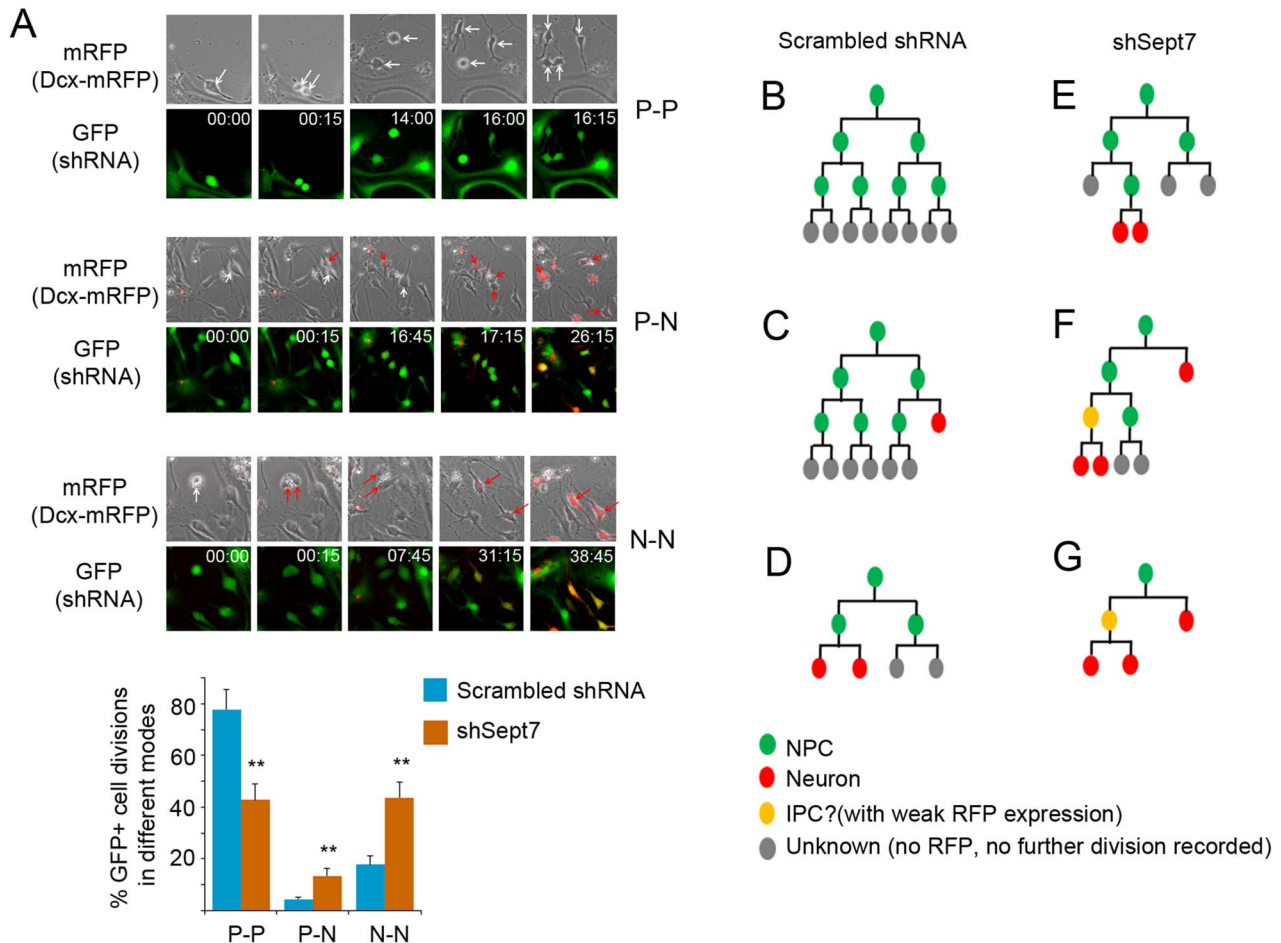 A
mRFP
(Dcx-mRFP)
GFP
(shRNA)
00:00
00:15
14:00
16:00
16:15
P-P
mRFP
(Dcx-mRFP)
GFP
(shRNA)
00:00
00:15
16:45
17:15
26:15
P-N
mRFP
(Dcx-mRFP)
GFP
(shRNA)
00:00
00:15
07:45
31:15
38:45
N-N
% GFP+ cell divisions
in different modes
80
60
40
20
**
**
**
P-P
P-N
N-N
Scrambled shRNA
shSept7
Scrambled shRNA
shSept7
B
E
C
F
D
G
NPC
Neuron
IPC?(with weak RFP expression)
Unknown (no RFP, no further division recorded)